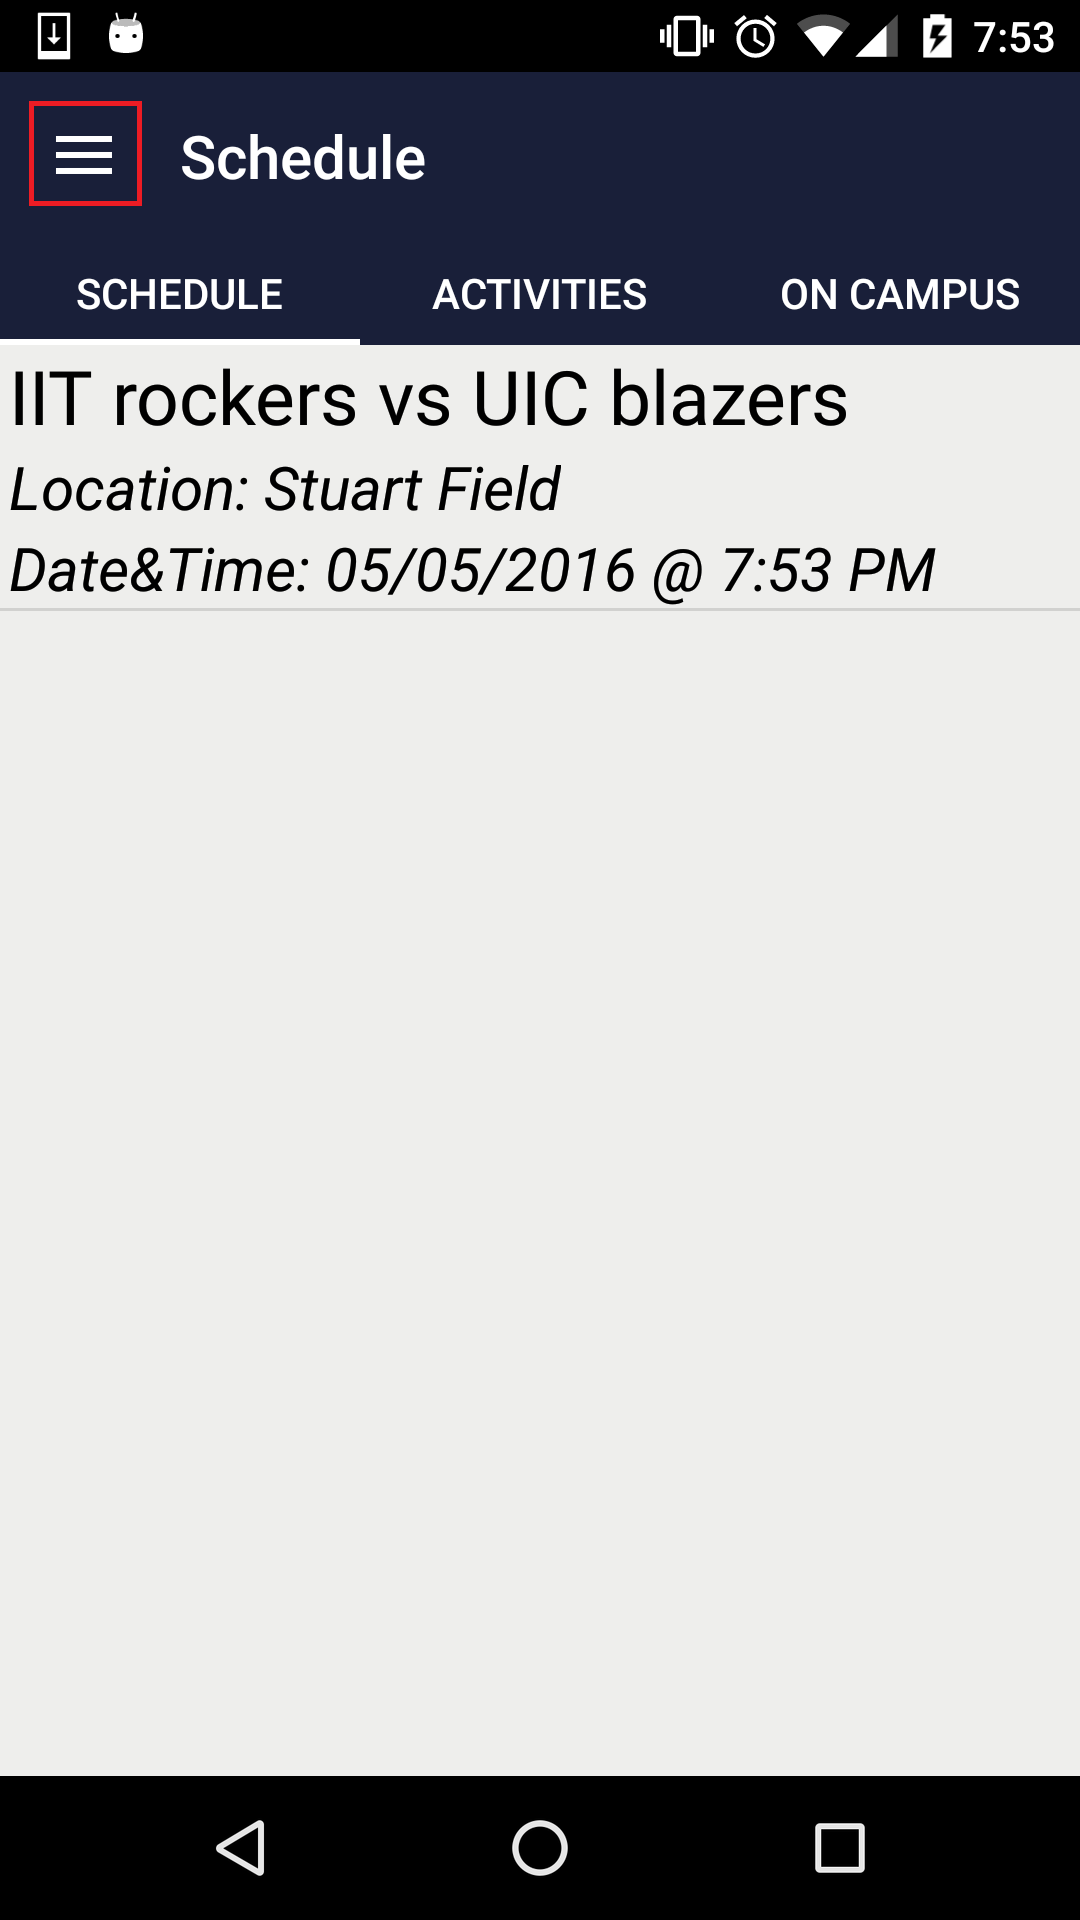 7:53
Schedule
SCHEDULE ACTIVITIES ON CAMPUS
IIT rockers vs UIC blazers
Location: Stuart Field
Date&Time: 05/05/2016 @ 7:53 PM